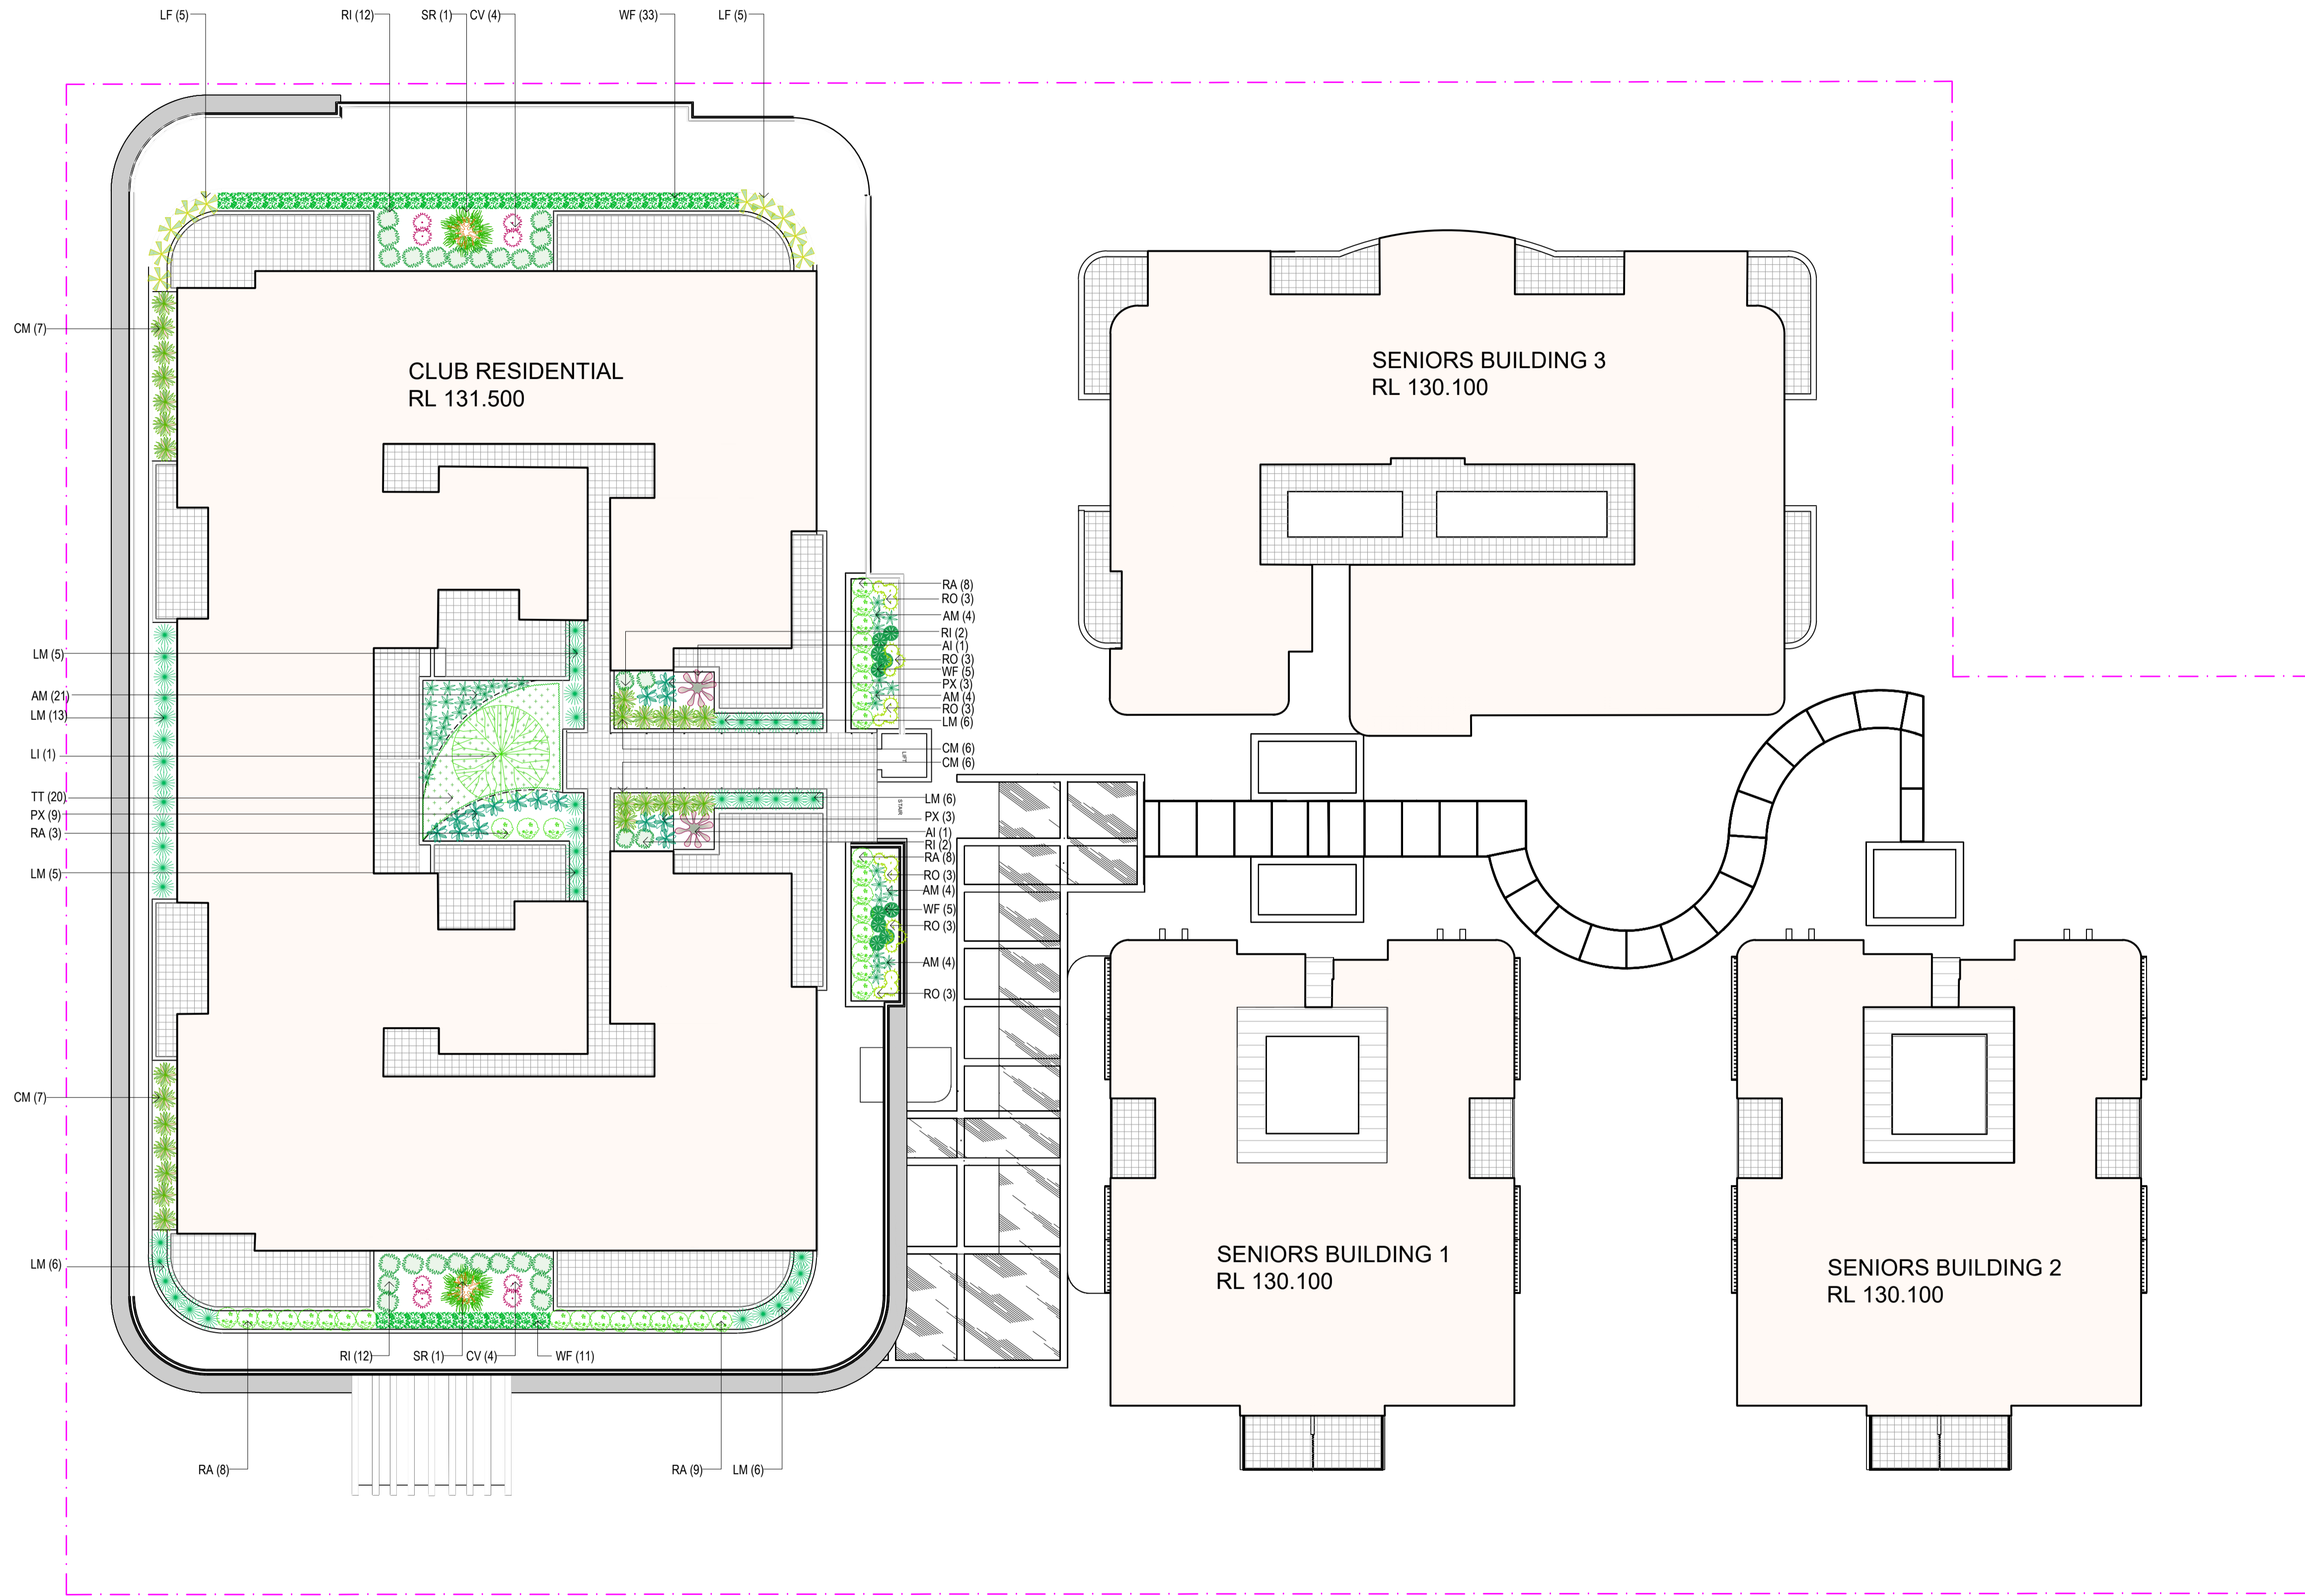 LF (5)
RI (12)
SR (1)
CV (4)
WF (33)
LF (5)
CM (7)
CLUB RESIDENTIAL
RL 131.500
SENIORS BUILDING 3
RL 130.100
RA (8)
RO (3)
AM (4)
RI (2)
AI (1)
RO (3)
WF (5)
PX (3)
AM (4)
RO (3)
LM (6)
CM (6)
CM (6)
LIFT
STAIR
LM (5)
AM (21)
LM (13)
LI (1)
TT (20)
PX (9)
RA (3)
LM (5)
LM (6)
PX (3)
AI (1)
RI (2)
RA (8)
RO (3)
AM (4)
WF (5)
RO (3)
AM (4)
RO (3)
CM (7)
LM (6)
SENIORS BUILDING 1
RL 130.100
SENIORS BUILDING 2
RL 130.100
RI (12)
SR (1)
CV (4)
WF (11)
RA (8)
RA (9)
LM (6)